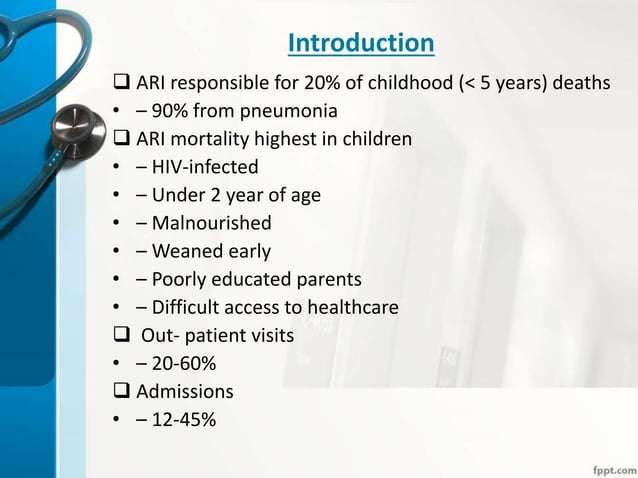 Introduction
❑ ARI responsible for 20% of childhood (< 5 years) deaths
• – 90% from pneumonia
❑ ARI mortality highest in children
• – HIV-infected
• – Under 2 year of age
• – Malnourished
• – Weaned early
• – Poorly educated parents
• – Difficult access to healthcare
❑ Out- patient visits
• – 20-60%
❑ Admissions
• – 12-45%
fppt.com